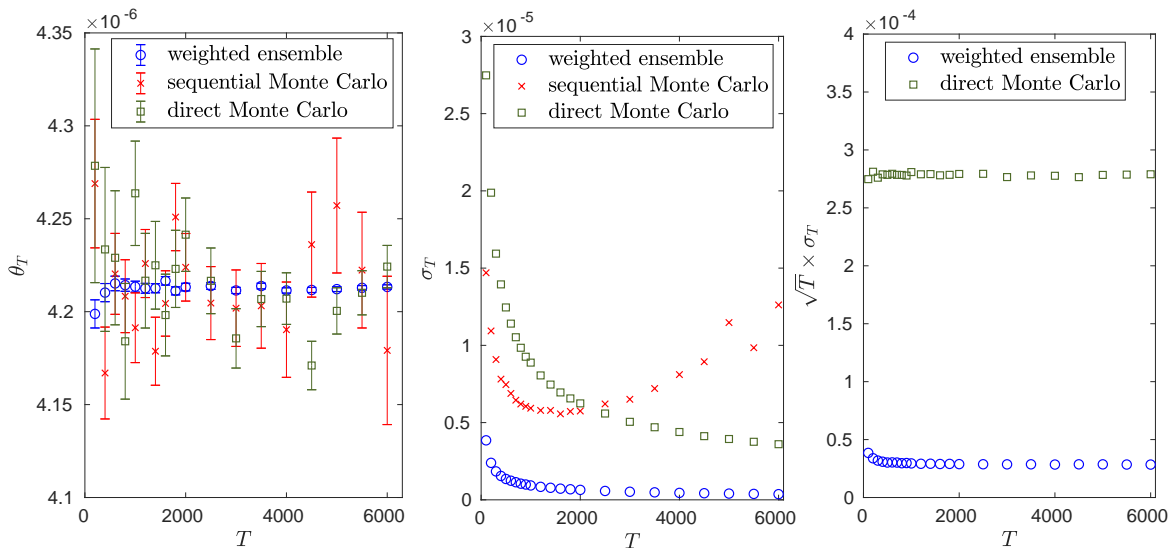 ×10⁻⁶
4.35
4.3
4.25
4.2
4.15
4.1
θ_T
0 2000 4000 6000
T
weighted ensemble
sequential Monte Carlo
direct Monte Carlo
×10⁻⁵
3
2.5
2
1.5
1
0.5
0
σ_T
0 2000 4000 6000
T
weighted ensemble
sequential Monte Carlo
direct Monte Carlo
×10⁻⁴
4
3.5
3
2.5
2
1.5
1
0.5
0
√T × σ_T
0 2000 4000 6000
T
weighted ensemble
direct Monte Carlo